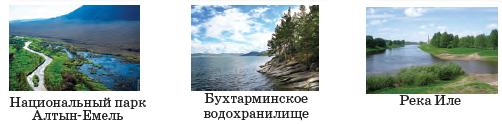 Национальный парк
Алтын-Емель
Бухтарминское
водохранилище
Река Иле